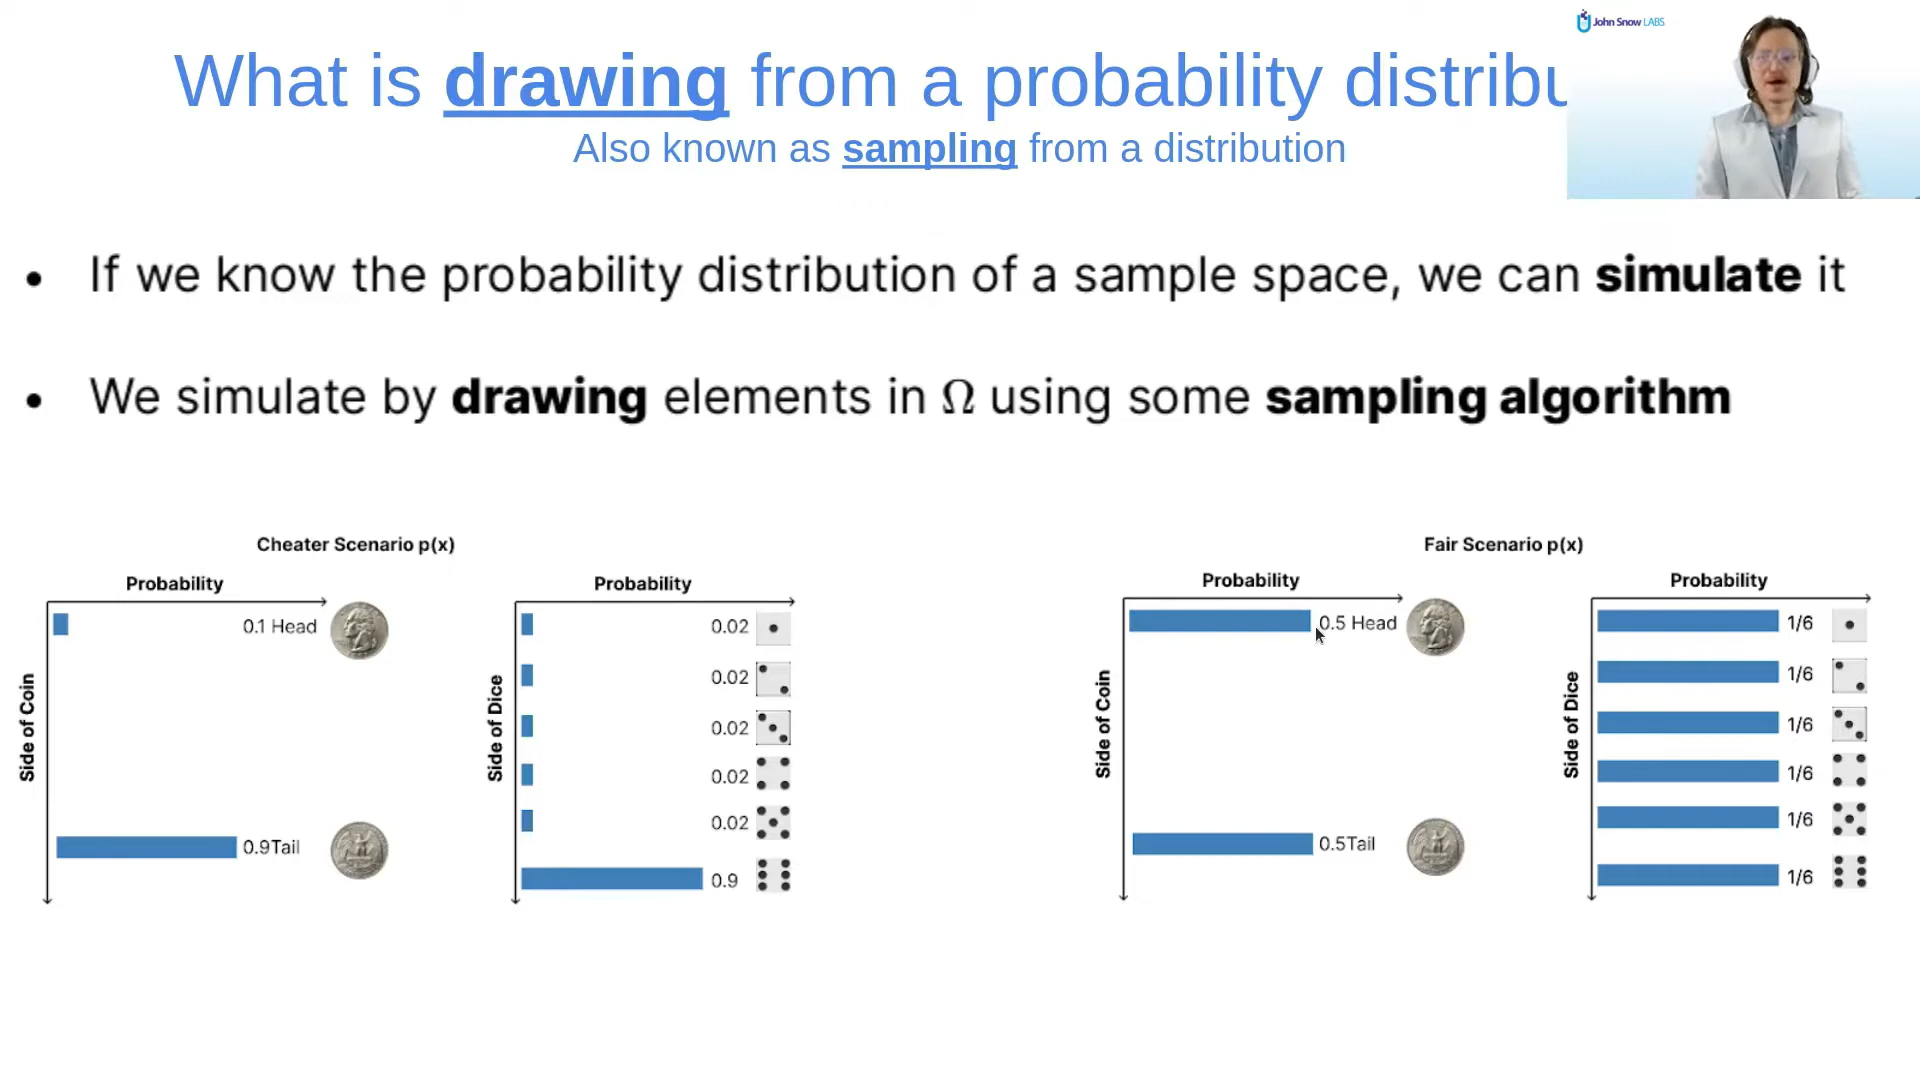 John Snow LABS
What is drawing from a probability distribu
Also known as sampling from a distribution
• If we know the probability distribution of a sample space, we can simulate it
• We simulate by drawing elements in Ω using some sampling algorithm
Cheater Scenario p(x)
Probability
Side of Coin
0.1 Head
0.9Tail
Probability
Side of Dice
0.02
0.02
0.02
0.02
0.02
0.9
Fair Scenario p(x)
Probability
Side of Coin
0.5 Head
0.5Tail
Probability
Side of Dice
1/6
1/6
1/6
1/6
1/6
1/6